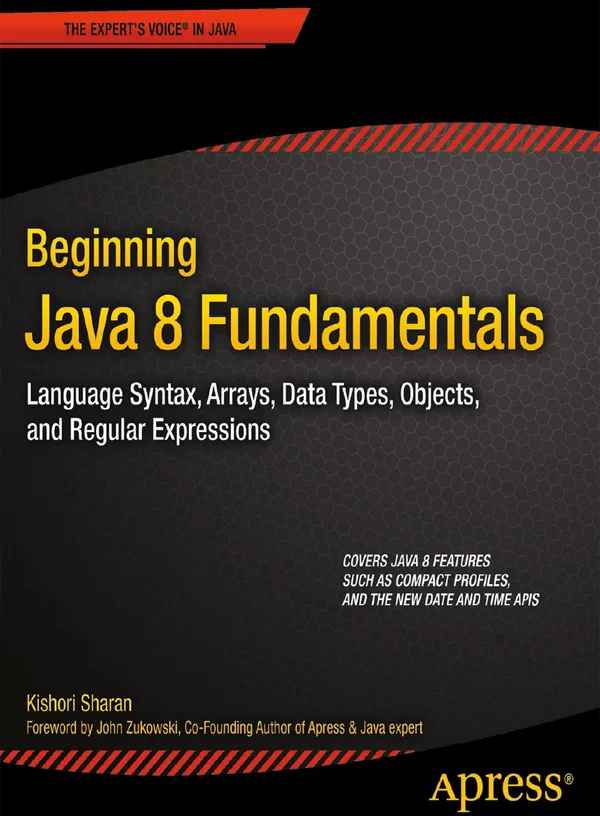 THE EXPERT'S VOICE® IN JAVA
Beginning
Java 8 Fundamentals
Language Syntax, Arrays, Data Types, Objects,
and Regular Expressions
COVERS JAVA 8 FEATURES
SUCH AS COMPACT PROFILES,
AND THE NEW DATE AND TIME APIS
Kishori Sharan
Foreword by John Zukowski, Co-Founding Author of Apress & Java expert
Apress®